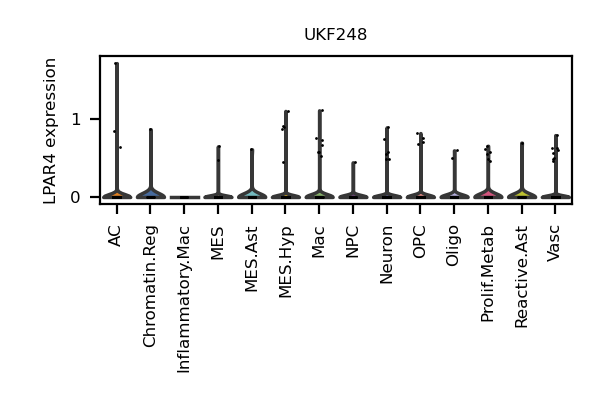 UKF248
LPAR4 expression
1
0
AC
Chromatin.Reg
Inflammatory.Mac
MES
MES.Ast
MES.Hyp
Mac
NPC
Neuron
OPC
Oligo
Prolif.Metab
Reactive.Ast
Vasc